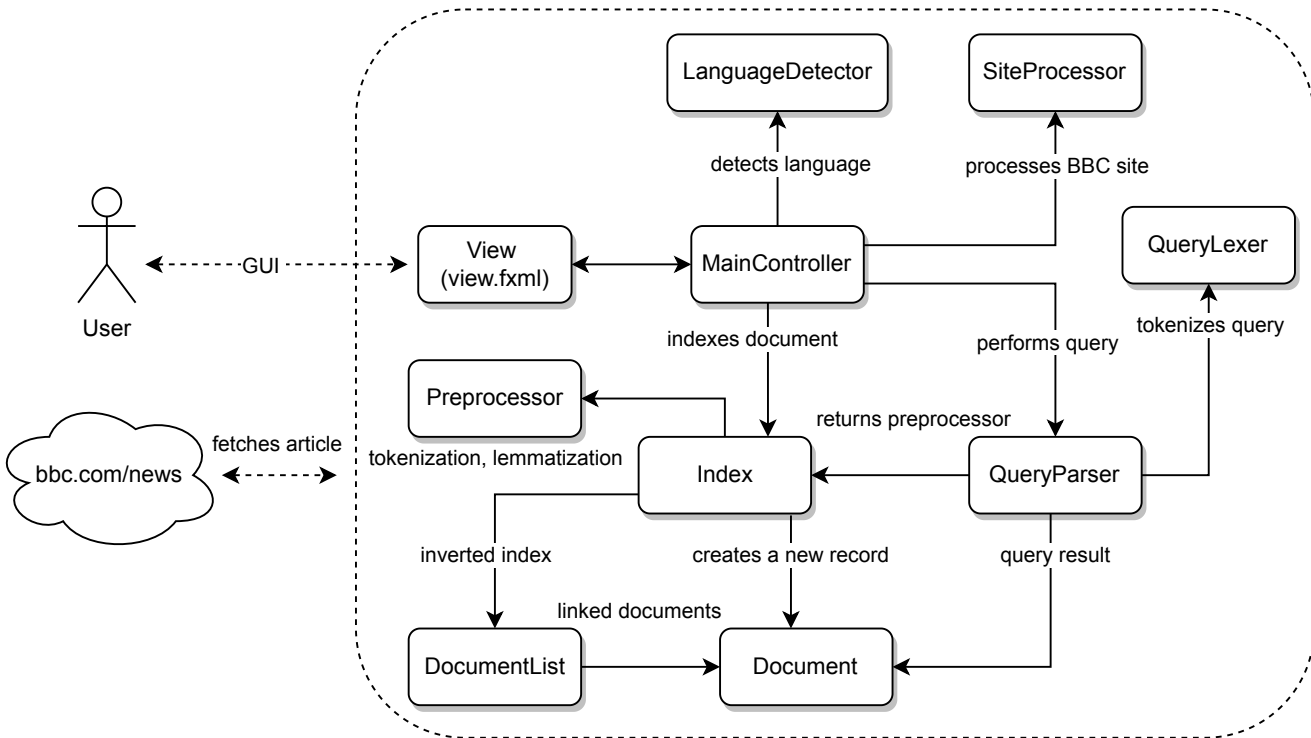 LanguageDetector
SiteProcessor
detects language
processes BBC site
View
(view.fxml)
MainController
QueryLexer
GUI
User
indexes document
performs query
tokenizes query
Preprocessor
returns preprocessor
fetches article
tokenization, lemmatization
bbc.com/news
Index
QueryParser
inverted index
creates a new record
query result
linked documents
DocumentList
Document